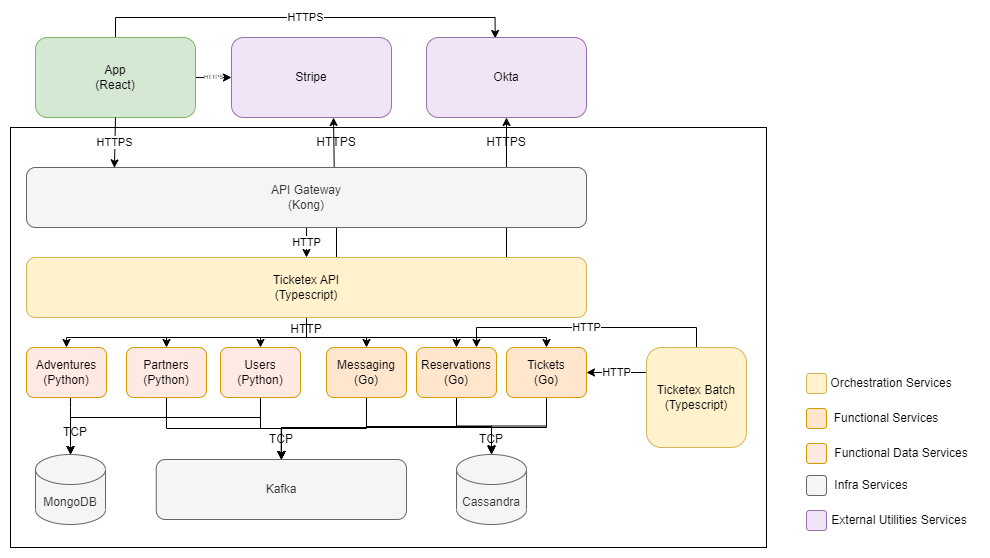 HTTPS
App
(React)
HTTPS
Stripe
Okta
HTTPS
HTTPS
HTTPS
API Gateway
(Kong)
HTTP
Ticketex API
(Typescript)
HTTP
HTTP
Adventures
(Python)
Partners
(Python)
Users
(Python)
Messaging
(Go)
Reservations
(Go)
Tickets
(Go)
HTTP
Ticketex Batch
(Typescript)
TCP
TCP
TCP
MongoDB
Kafka
Cassandra
Orchestration Services
Functional Services
Functional Data Services
Infra Services
External Utilities Services